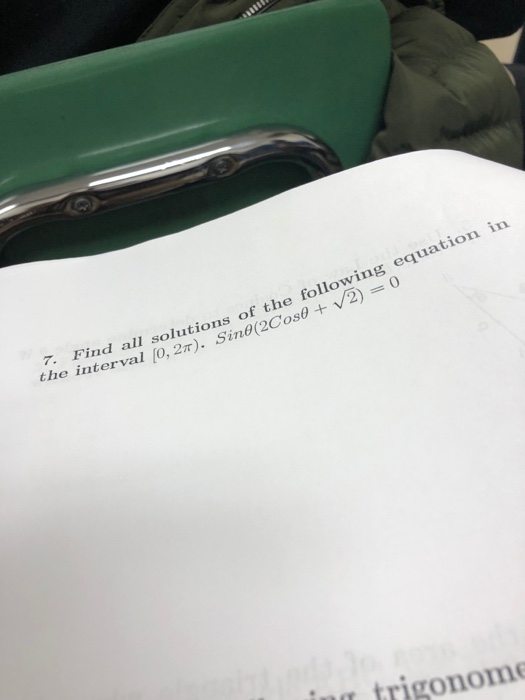 7. Find all solutions of the following equation in
the interval [0, 2π). Sinθ(2Cosθ + √2) = 0
trigonome